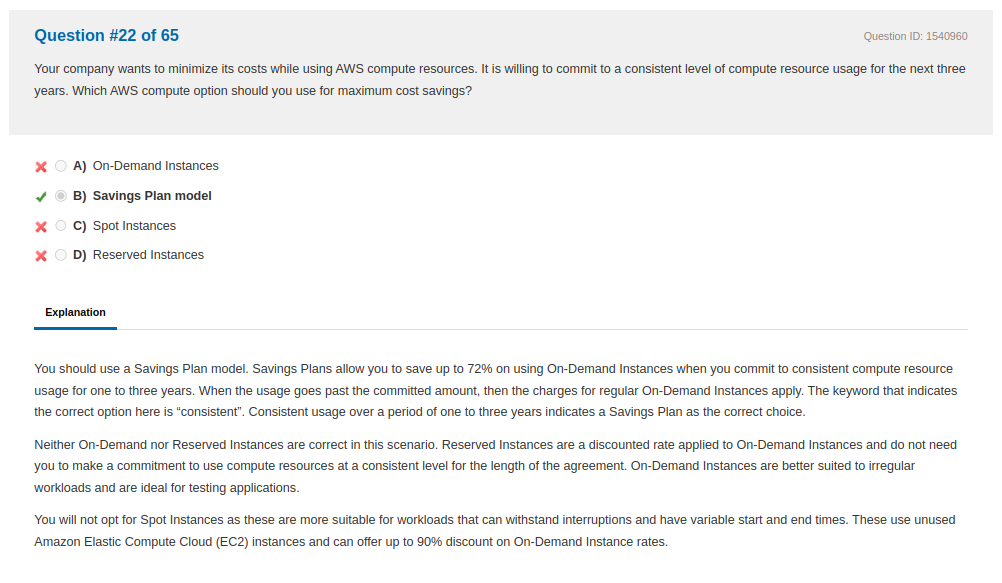 Question #22 of 65
Question ID: 1540960
Your company wants to minimize its costs while using AWS compute resources. It is willing to commit to a consistent level of compute resource usage for the next three
years. Which AWS compute option should you use for maximum cost savings?
A) On-Demand Instances
B) Savings Plan model
C) Spot Instances
D) Reserved Instances
Explanation
You should use a Savings Plan model. Savings Plans allow you to save up to 72% on using On-Demand Instances when you commit to consistent compute resource
usage for one to three years. When the usage goes past the committed amount, then the charges for regular On-Demand Instances apply. The keyword that indicates
the correct option here is “consistent”. Consistent usage over a period of one to three years indicates a Savings Plan as the correct choice.
Neither On-Demand nor Reserved Instances are correct in this scenario. Reserved Instances are a discounted rate applied to On-Demand Instances and do not need
you to make a commitment to use compute resources at a consistent level for the length of the agreement. On-Demand Instances are better suited to irregular
workloads and are ideal for testing applications.
You will not opt for Spot Instances as these are more suitable for workloads that can withstand interruptions and have variable start and end times. These use unused
Amazon Elastic Compute Cloud (EC2) instances and can offer up to 90% discount on On-Demand Instance rates.